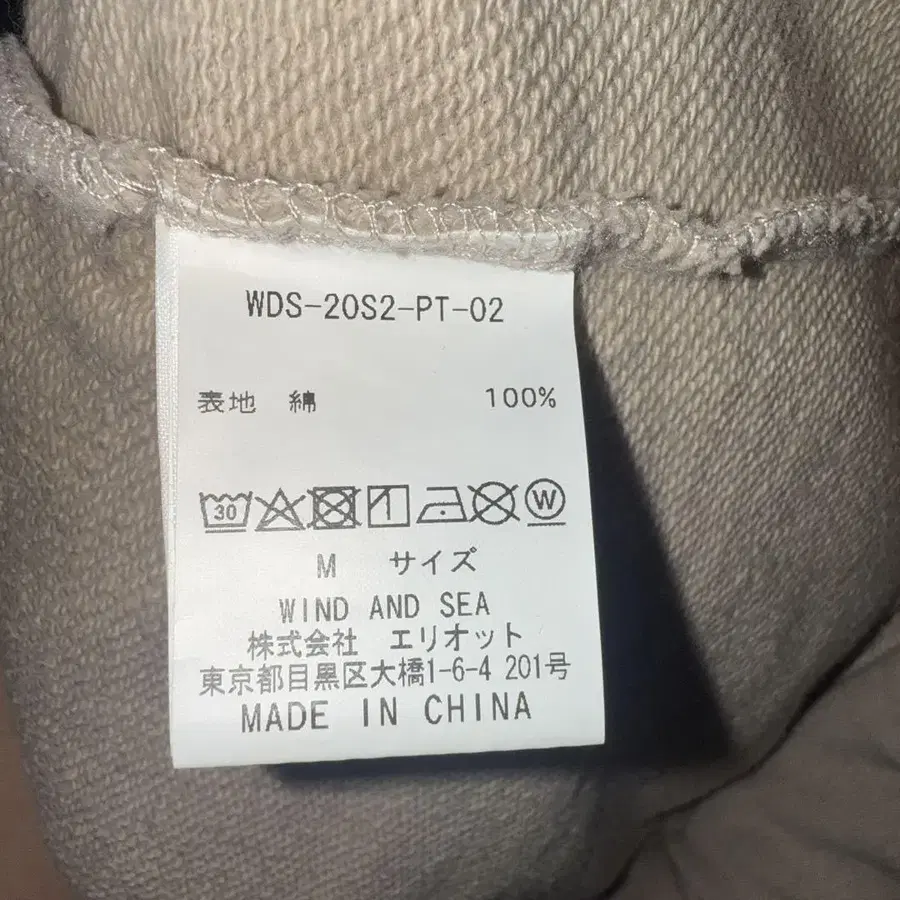 WDS-20S2-PT-02
表地 綿 100%
30 W
M サイズ
WIND AND SEA
株式会社 エリオット
東京都目黒区大橋1-6-4 201号
MADE IN CHINA